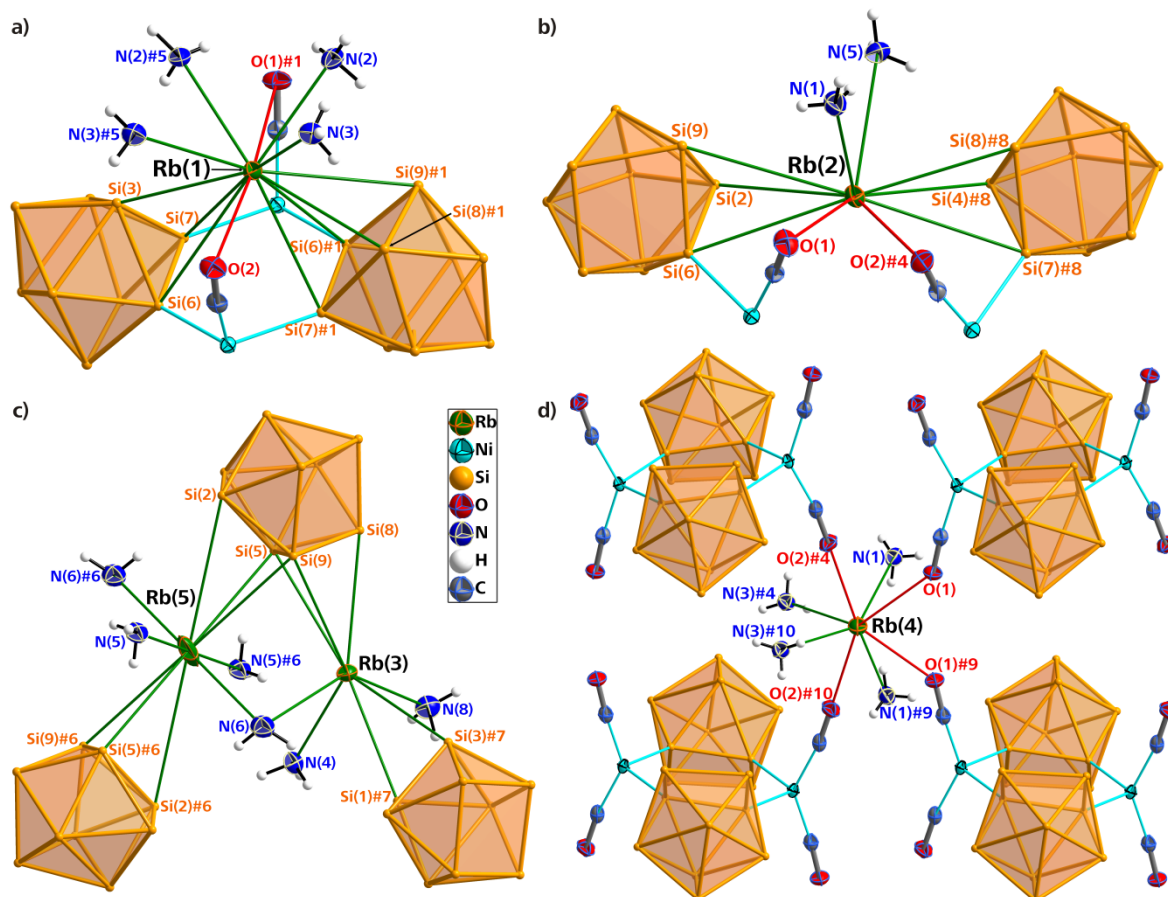 a)
N(2)#5
O(1)#1
N(2)
N(3)#5
N(3)
Rb(1)
Si(3)
Si(9)#1
Si(7)
Si(8)#1
Si(6)#1
O(2)
Si(6)
Si(7)#1
b)
N(5)
N(1)
Si(9)
Si(8)#8
Rb(2)
Si(2)
Si(4)#8
O(1)
O(2)#4
Si(6)
Si(7)#8
c)
Rb
Ni
Si
O
N
H
C
Si(2)
Si(8)
Si(5)
Si(9)
N(6)#6
Rb(5)
N(5)
N(5)#6
Rb(3)
N(8)
N(6)
Si(9)#6
Si(5)#6
N(4)
Si(3)#7
Si(2)#6
Si(1)#7
d)
N(1)
O(2)#4
O(1)
N(3)#4
Rb(4)
N(3)#10
O(1)#9
O(2)#10
N(1)#9